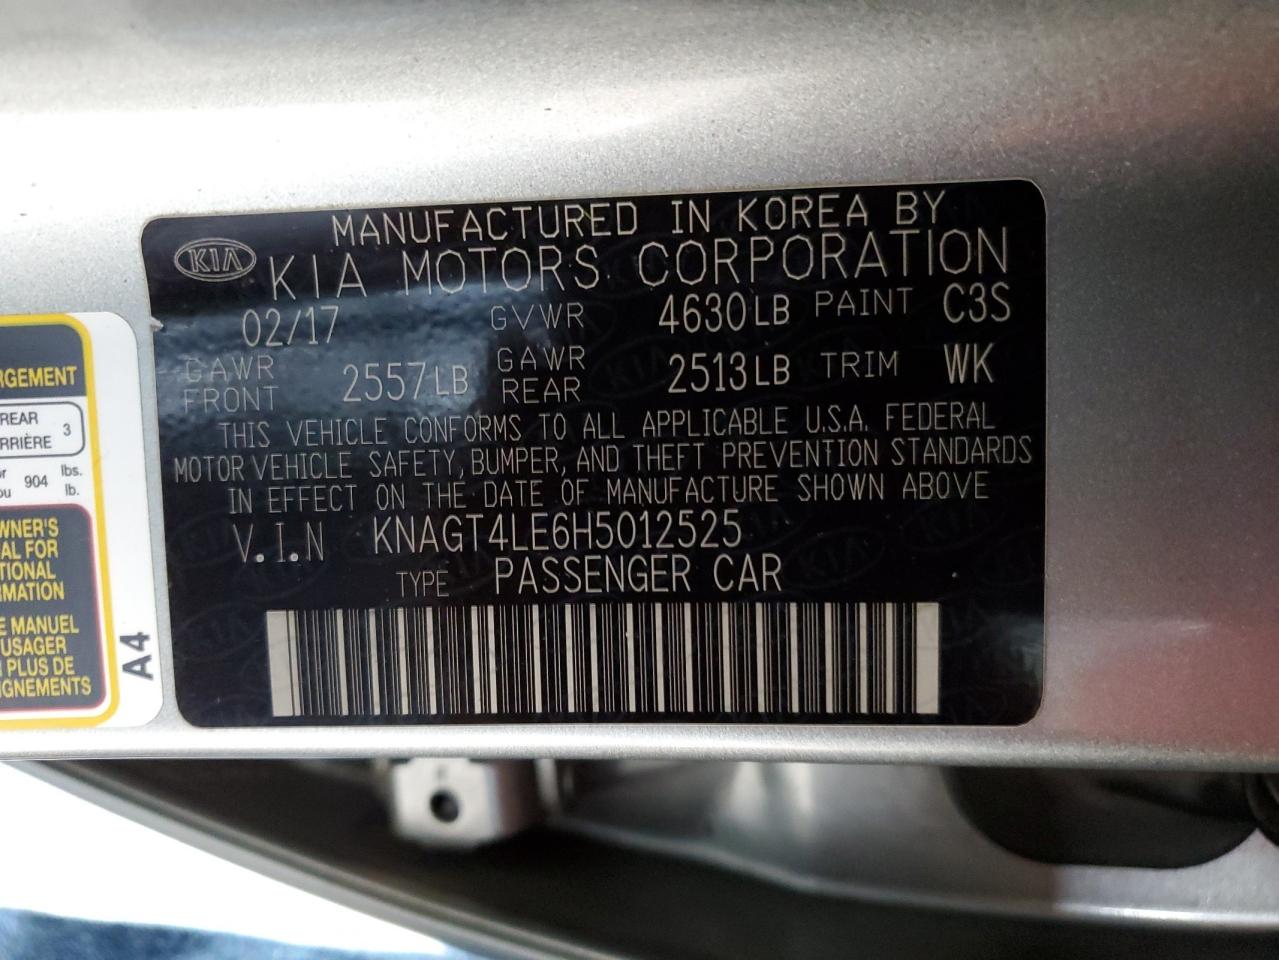 MANUFACTURED IN KOREA BY
KIA KIA MOTORS CORPORATION
02/17 GVWR 4630LB PAINT C3S
GAWR FRONT 2557LB GAWR REAR 2513LB TRIM WK
THIS VEHICLE CONFORMS TO ALL APPLICABLE U.S.A. FEDERAL
MOTOR VEHICLE SAFETY, BUMPER, AND THEFT PREVENTION STANDARDS
IN EFFECT ON THE DATE OF MANUFACTURE SHOWN ABOVE
V.I.N KNAGT4LE6H5012525
TYPE PASSENGER CAR
RGEMENT
REAR 3
RRIÈRE
or 904 lbs.
ou lb.
WNER'S
AL FOR
TIONAL
RMATION
E MANUEL
USAGER
R PLUS DE
IGNEMENTS
A4